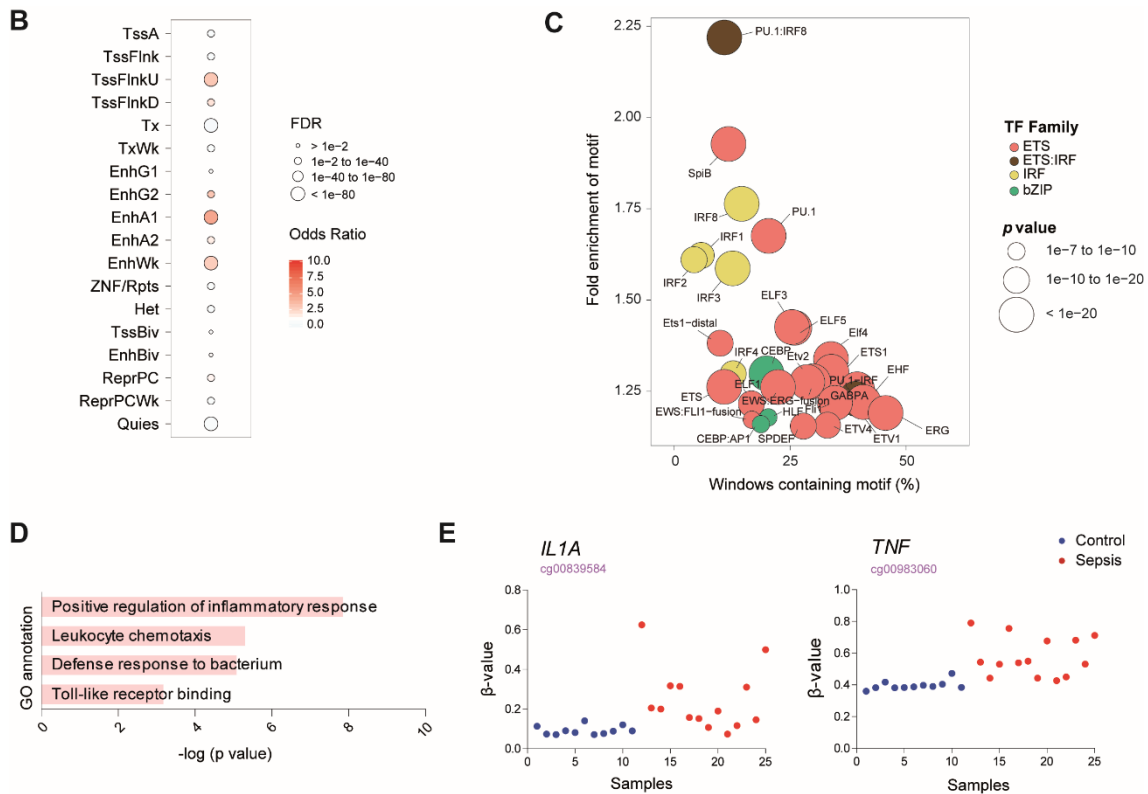 B
TssA
TssFlnk
TssFlnkU
TssFlnkD
Tx
TxWk
EnhG1
EnhG2
EnhA1
EnhA2
EnhWk
ZNF/Rpts
Het
TssBiv
EnhBiv
ReprPC
ReprPCWk
Quies
FDR
> 1e-2
1e-2 to 1e-40
1e-40 to 1e-80
< 1e-80
Odds Ratio
10.0
7.5
5.0
2.5
0.0
C
Fold enrichment of motif
2.25
2.00
1.75
1.50
1.25
PU.1:IRF8
SpiB
IRF8
PU.1
IRF1
IRF2
IRF3
ELF3
ELF5
Ets1-distal
Elf4
IRF4
CEBP
Etv2
ETS1
EHF
ETS
ELF1
PU.1-IRF
EWS:ERG-fusion
GABPA
EWS:FLI1-fusion
HLF
Fli1
CEBP:AP1
SPDEF
ETV4
ETV1
ERG
0
25
50
Windows containing motif (%)
TF Family
ETS
ETS:IRF
IRF
bZIP
p value
1e-7 to 1e-10
1e-10 to 1e-20
< 1e-20
D
GO annotation
Positive regulation of inflammatory response
Leukocyte chemotaxis
Defense response to bacterium
Toll-like receptor binding
0
2
4
6
8
10
-log (p value)
E
IL1A
cg00839584
β-value
0.8
0.6
0.4
0.2
0.0
0 5 10 15 20 25
Samples
TNF
cg00983060
β-value
1.0
0.8
0.6
0.4
0.2
0.0
0 5 10 15 20 25
Samples
Control
Sepsis